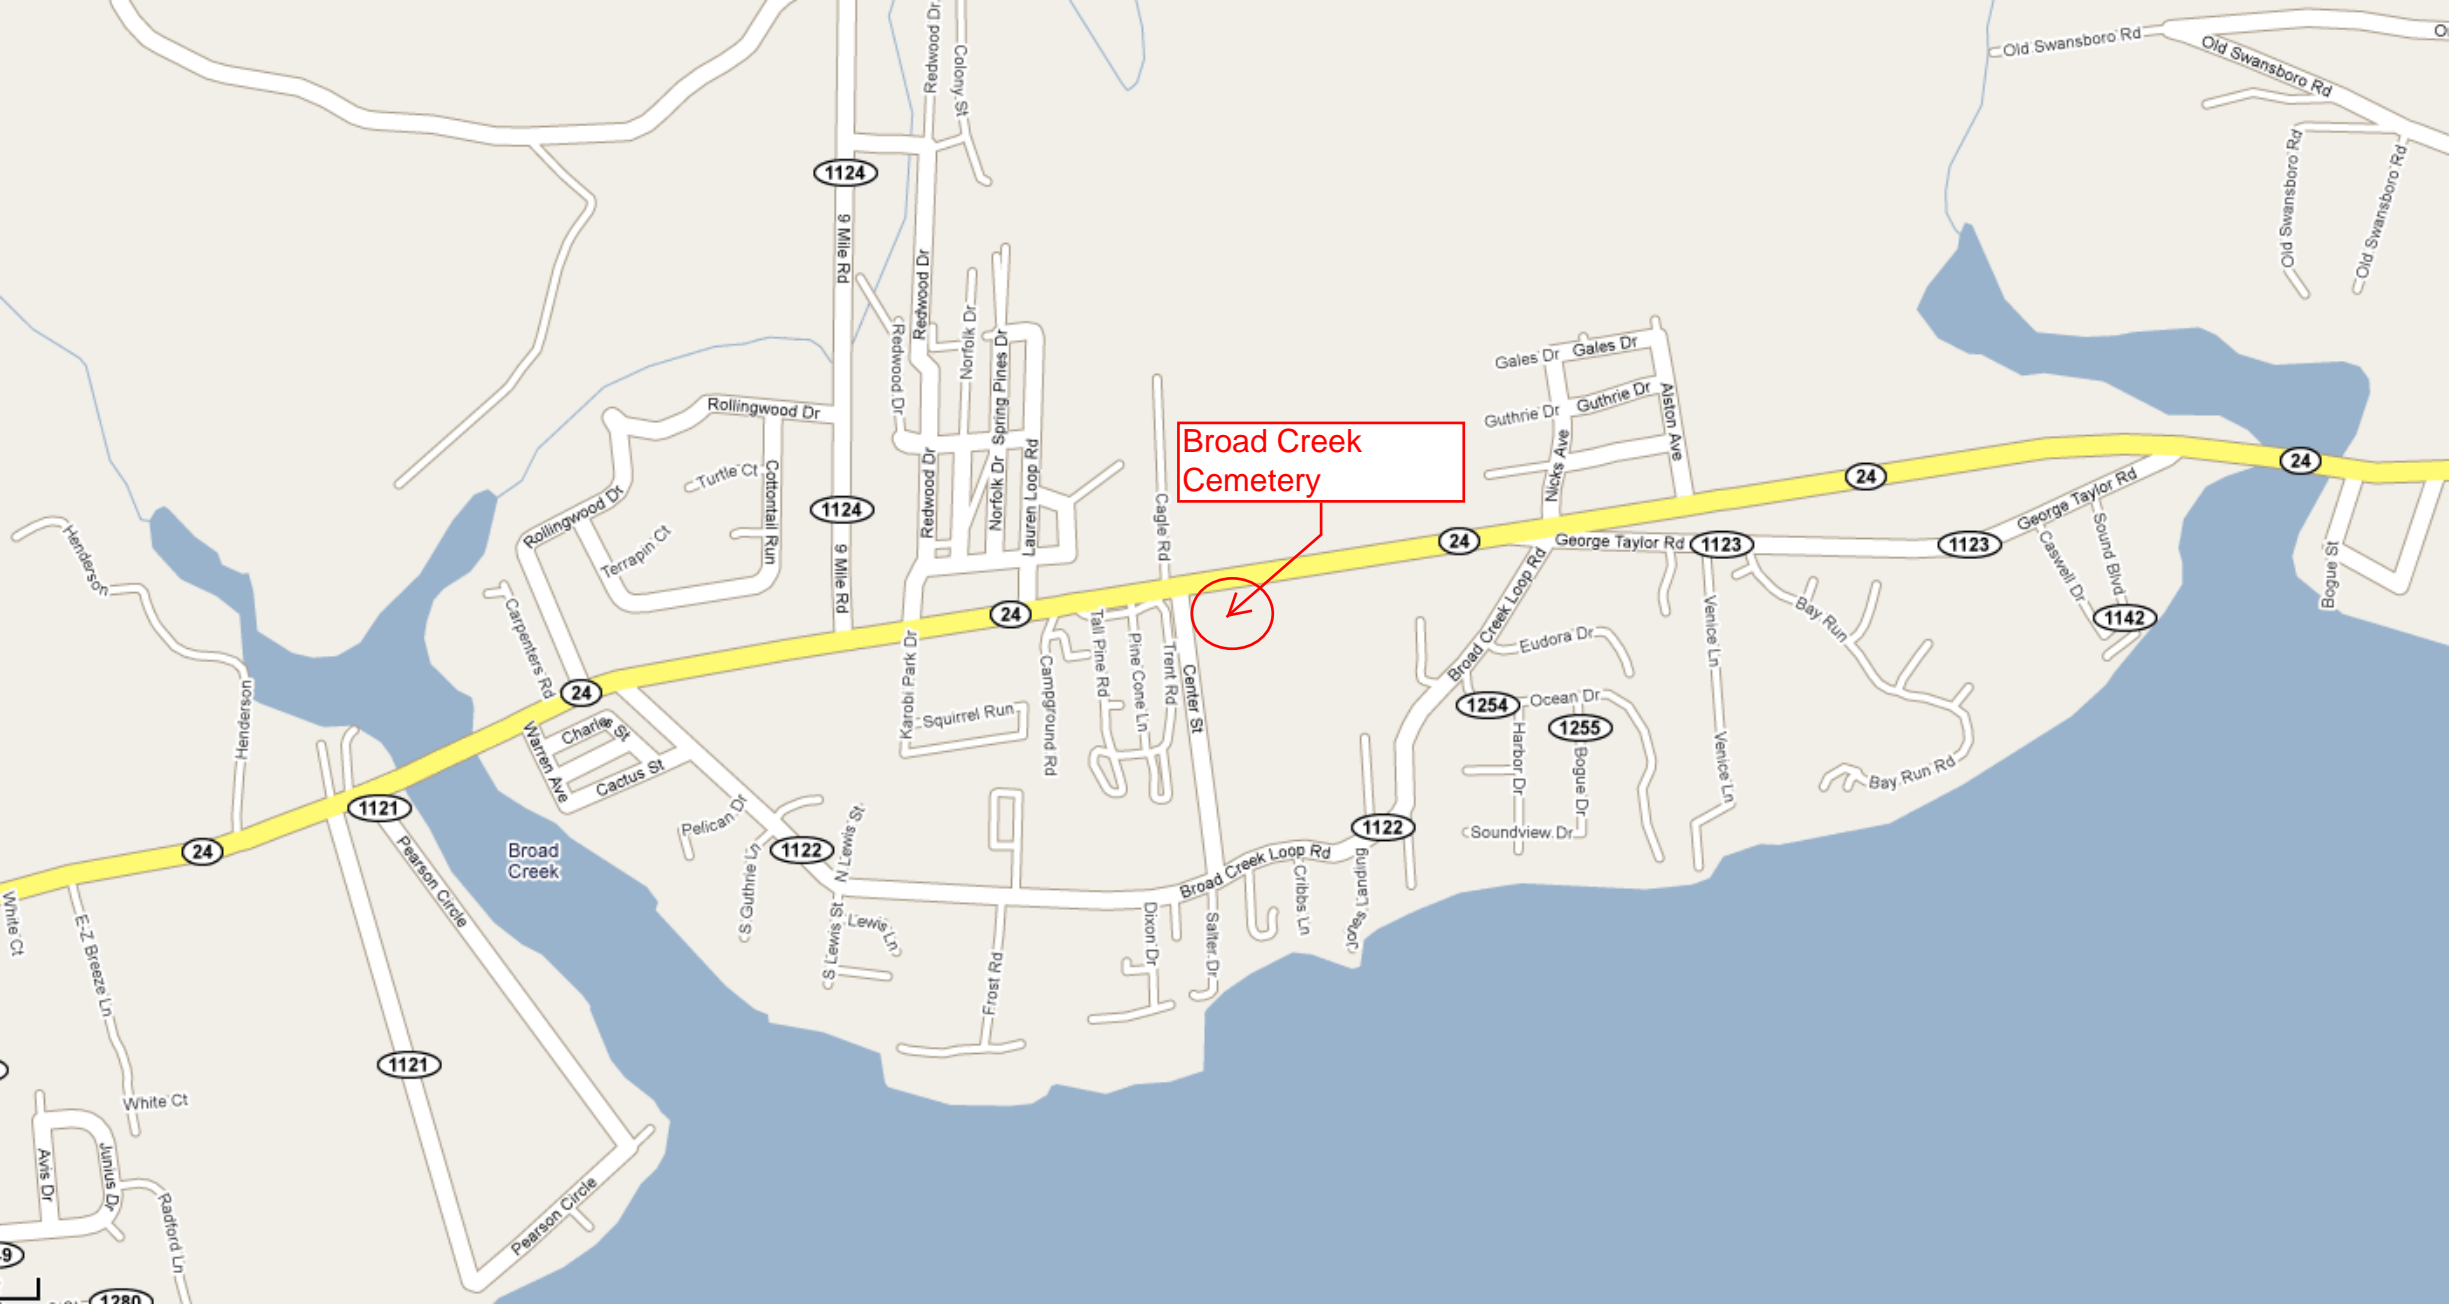 Redwood Dr
Colony St
Old Swansboro Rd
Old Swansboro Rd
1124
Old Swansboro Rd
Old Swansboro Rd
9 Mile Rd
Redwood Dr
Redwood Dr
Norfolk Dr
Spring Pines Dr
Gales Dr
Gales Dr
Guthrie Dr
Guthrie Dr
Alston Ave
Rollingwood Dr
Broad Creek
Cemetery
Turtle Ct
Cottontail Run
Redwood Dr
Norfolk Dr
Lauren Loop Rd
Cagle Rd
Nicks Ave
24
24
1124
Rollingwood Dr
Terrapin Ct
9 Mile Rd
24
George Taylor Rd
1123
1123
George Taylor Rd
Sound Blvd
Caswell Dr
1142
Bogne St
Henderson
Carpenters Rd
24
Broad Creek Loop Rd
Eudora Dr
Venice Ln
Bay Run
Karobi Park Dr
Squirrel Run
Campground Rd
Tall Pine Rd
Pine Cone Ln
Trent Rd
Center St
24
Henderson
Warren Ave
Charles St
Cactus St
1254
Ocean Dr
1255
Harbor Dr
Bogue Dr
Venice Ln
Bay Run Rd
1121
24
Pearson Circle
Broad
Creek
Pelican Dr
S Guthrie Ln
1122
N Lewis St
1122
Soundview Dr
Broad Creek Loop Rd
Cribbs Ln
Jones Landing
White Ct
E-Z Breeze Ln
S Lewis St
Lewis Ln
Frost Rd
Dixon Dr
Salter Dr
1121
White Ct
Avis Dr
Junius Dr
Radford Ln
Pearson Circle
1280